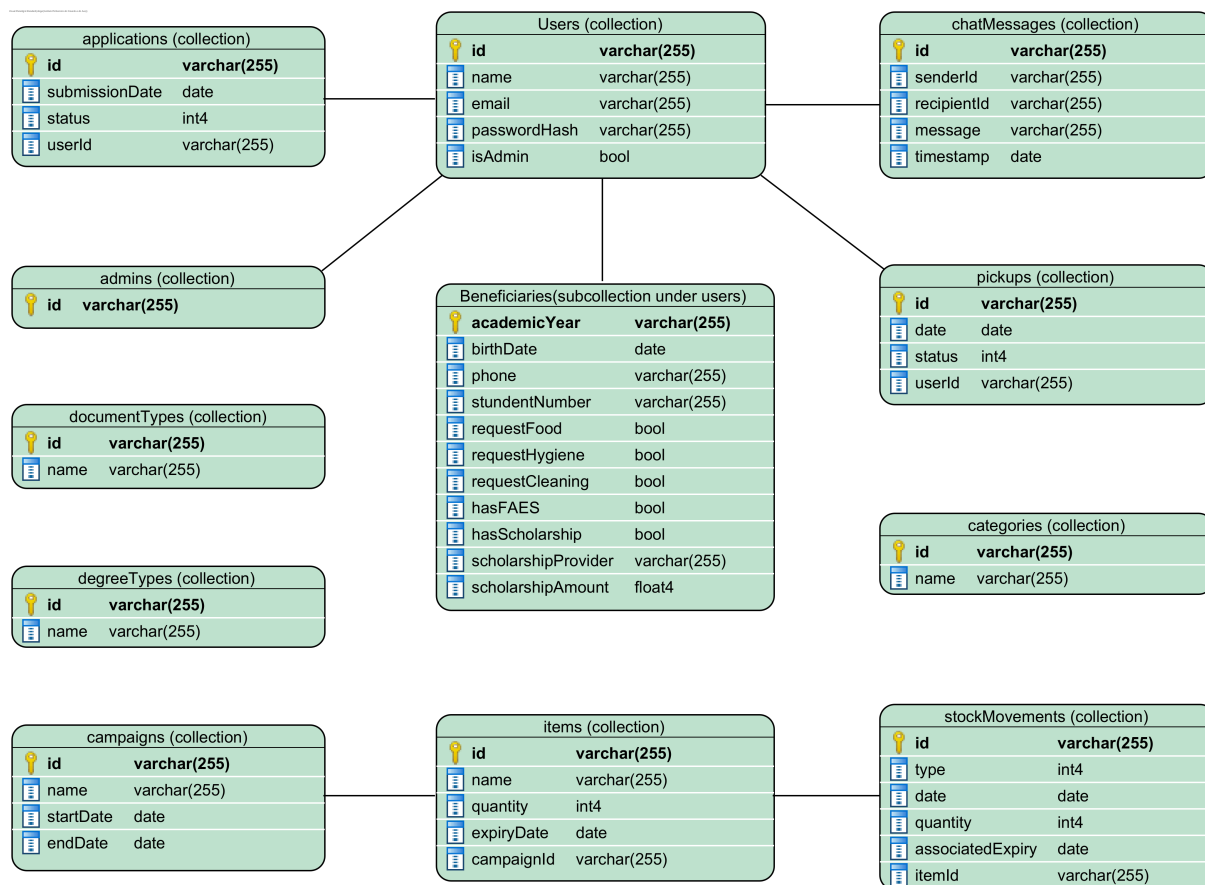 applications (collection)
id varchar(255)
submissionDate date
status int4
userId varchar(255)
Users (collection)
id varchar(255)
name varchar(255)
email varchar(255)
passwordHash varchar(255)
isAdmin bool
chatMessages (collection)
id varchar(255)
senderId varchar(255)
recipientId varchar(255)
message varchar(255)
timestamp date
admins (collection)
id varchar(255)
Beneficiaries(subcollection under users)
academicYear varchar(255)
birthDate date
phone varchar(255)
stundentNumber varchar(255)
requestFood bool
requestHygiene bool
requestCleaning bool
hasFAES bool
hasScholarship bool
scholarshipProvider varchar(255)
scholarshipAmount float4
pickups (collection)
id varchar(255)
date date
status int4
userId varchar(255)
documentTypes (collection)
id varchar(255)
name varchar(255)
categories (collection)
id varchar(255)
name varchar(255)
degreeTypes (collection)
id varchar(255)
name varchar(255)
campaigns (collection)
id varchar(255)
name varchar(255)
startDate date
endDate date
items (collection)
id varchar(255)
name varchar(255)
quantity int4
expiryDate date
campaignId varchar(255)
stockMovements (collection)
id varchar(255)
type int4
date date
quantity int4
associatedExpiry date
itemId varchar(255)